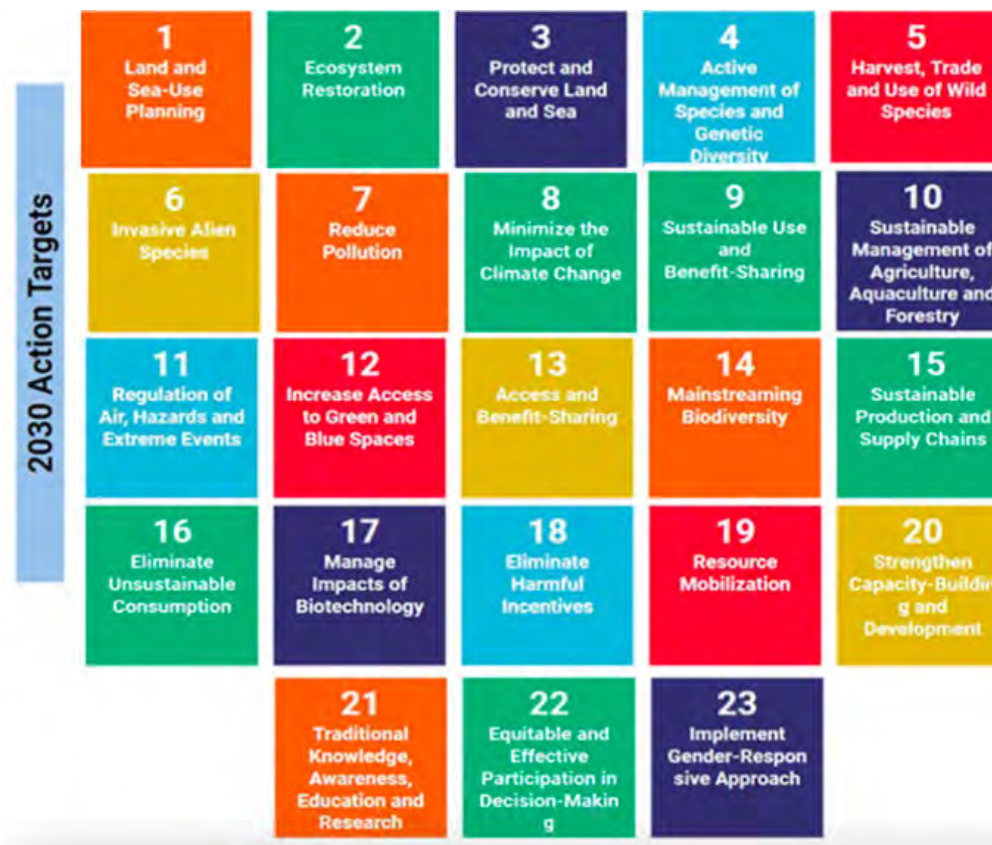 2030 Action Targets
1
Land and
Sea-Use
Planning
2
Ecosystem
Restoration
3
Protect and
Conserve Land
and Sea
4
Active
Management of
Species and
Genetic
Diversity
5
Harvest, Trade
and Use of Wild
Species
6
Invasive Alien
Species
7
Reduce
Pollution
8
Minimize the
Impact of
Climate Change
9
Sustainable Use
and
Benefit-Sharing
10
Sustainable
Management of
Agriculture,
Aquaculture and
Forestry
11
Regulation of
Air, Hazards and
Extreme Events
12
Increase Access
to Green and
Blue Spaces
13
Access and
Benefit-Sharing
14
Mainstreaming
Biodiversity
15
Sustainable
Production and
Supply Chains
16
Eliminate
Unsustainable
Consumption
17
Manage
Impacts of
Biotechnology
18
Eliminate
Harmful
Incentives
19
Resource
Mobilization
20
Strengthen
Capacity-Buildin
g and
Development
21
Traditional
Knowledge,
Awareness,
Education and
Research
22
Equitable and
Effective
Participation in
Decision-Makin
g
23
Implement
Gender-Respon
sive Approach